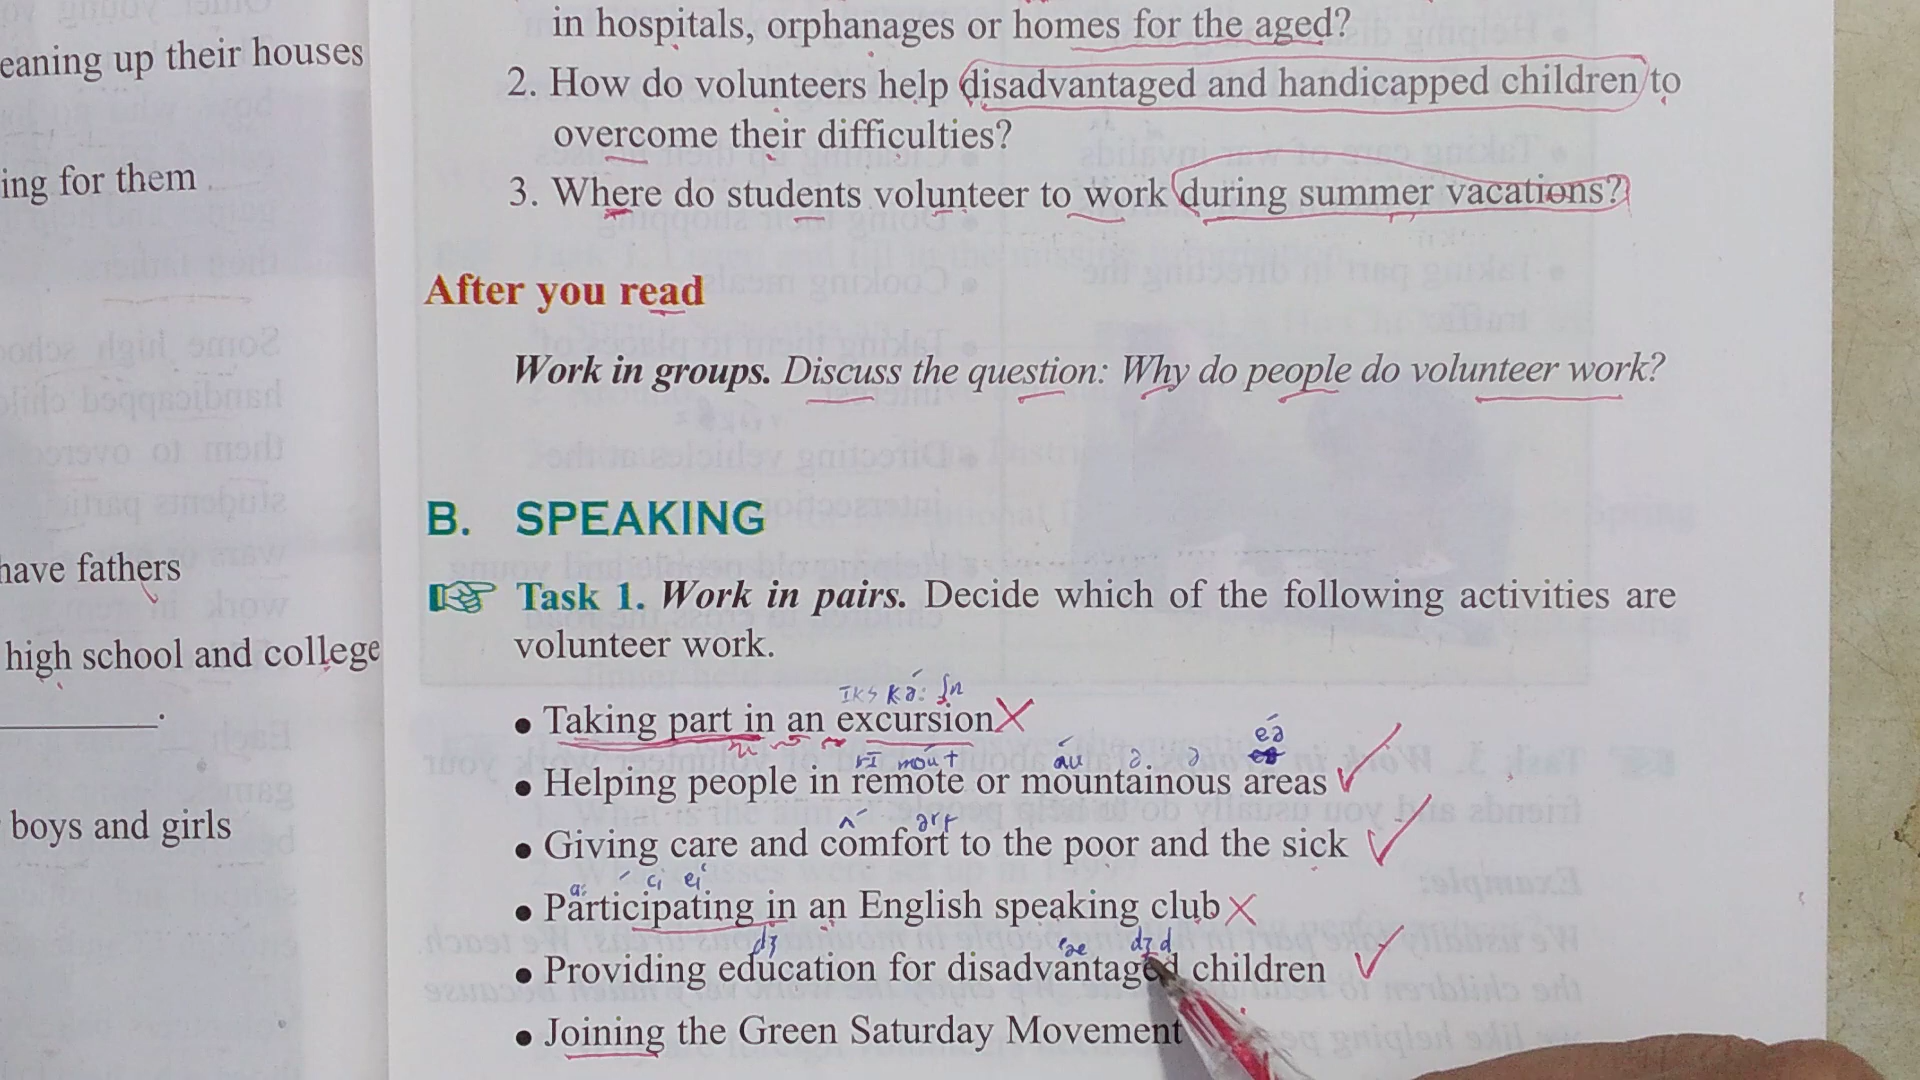 eaning up their houses
ing for them
have fathers
high school and college
.
boys and girls
in hospitals, orphanages or homes for the aged?
2. How do volunteers help disadvantaged and handicapped children to
overcome their difficulties?
3. Where do students volunteer to work during summer vacations?
After you read
Work in groups. Discuss the question: Why do people do volunteer work?
B. SPEAKING
Task 1. Work in pairs. Decide which of the following activities are
volunteer work.
• Taking part in an excursion
• Helping people in remote or mountainous areas
• Giving care and comfort to the poor and the sick
• Participating in an English speaking club
• Providing education for disadvantaged children
• Joining the Green Saturday Movement